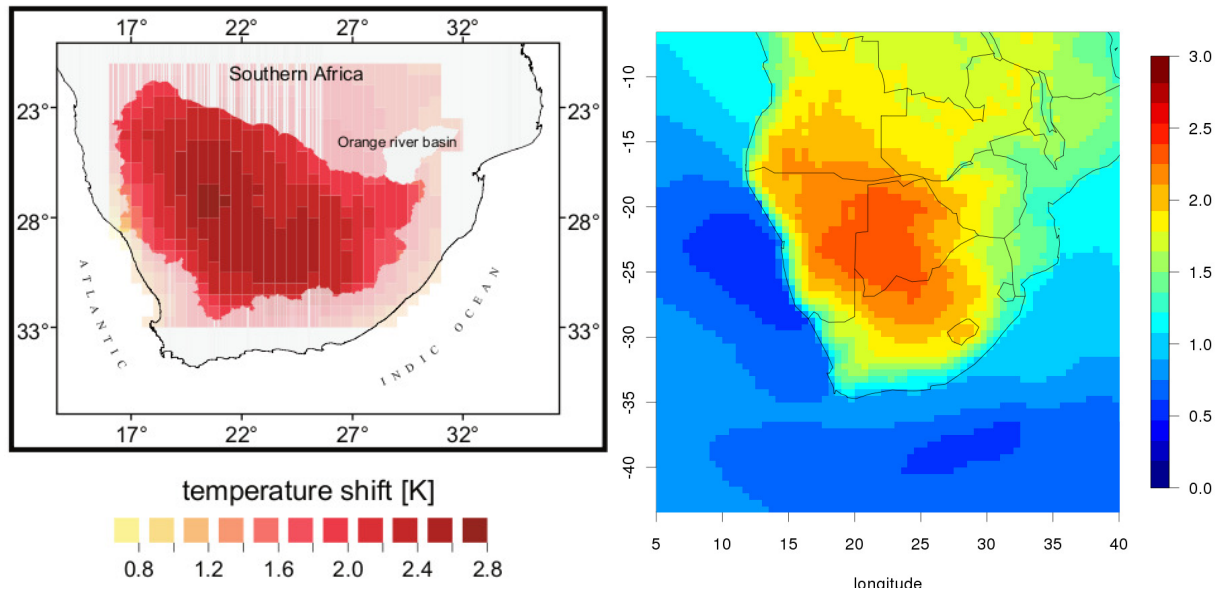 17° 22° 27° 32°
Southern Africa
23° 23°
Orange river basin
28° 28°
33° 33°
ATLANTIC
INDIC OCEAN
17° 22° 27° 32°
temperature shift [K]
0.8 1.2 1.6 2.0 2.4 2.8
-10
-15
-20
-25
-30
-35
-40
5 10 15 20 25 30 35 40
longitude
3.0
2.5
2.0
1.5
1.0
0.5
0.0